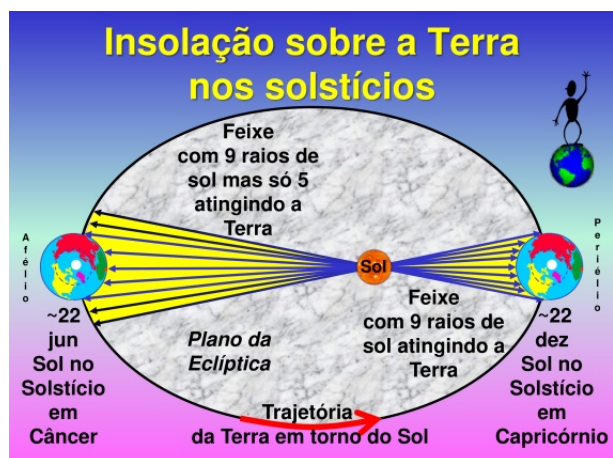 Insolação sobre a Terra
nos solstícios
Feixe
com 9 raios de
sol mas só 5
atingindo a
Terra
Afélio
Periélio
Sol
Feixe
com 9 raios de
sol atingindo a
Terra
Plano da
Eclíptica
~22
jun
Sol no
Solstício
em
Câncer
~22
dez
Sol no
Solstício
em
Capricórnio
Trajetória
da Terra em torno do Sol